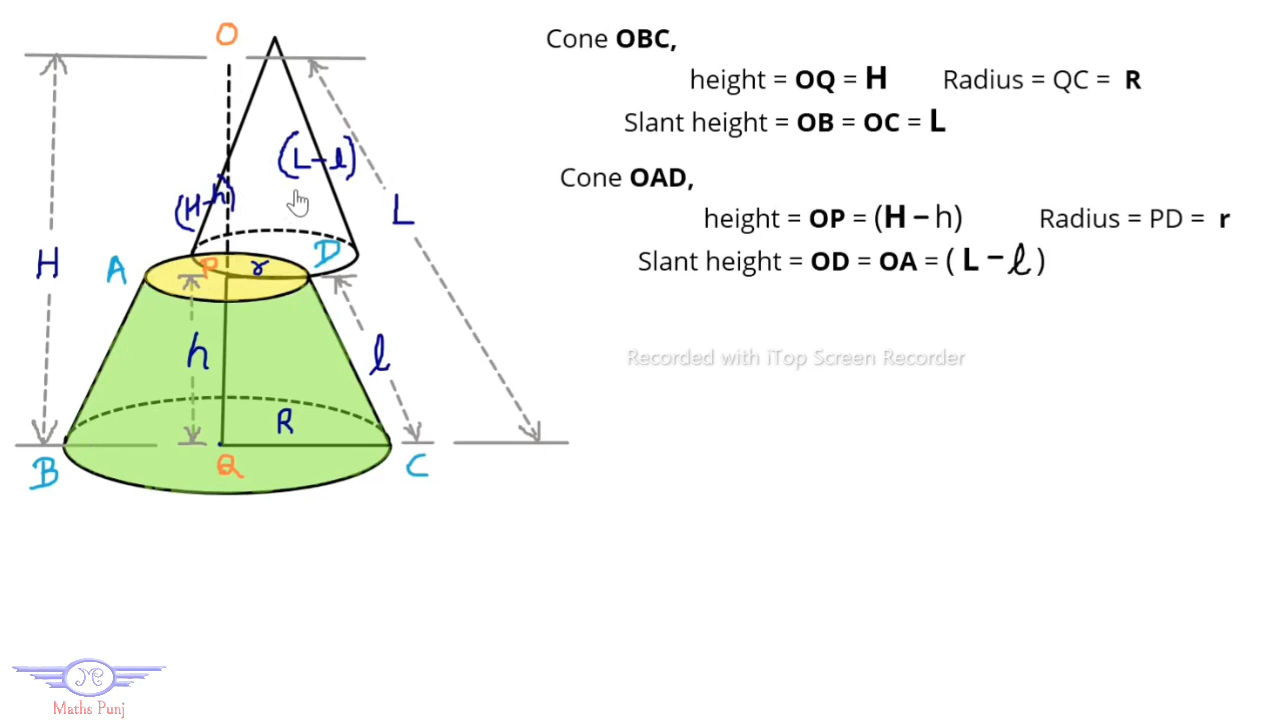 O
Cone OBC,
height = OQ = H Radius = QC = R
Slant height = OB = OC = L
(L-l)
Cone OAD,
(H-h)
L
height = OP = (H – h) Radius = PD = r
H
A
P
r
D
Slant height = OD = OA = ( L – ℓ )
h
l
Recorded with iTop Screen Recorder
R
B
Q
C
MC
Maths Punj